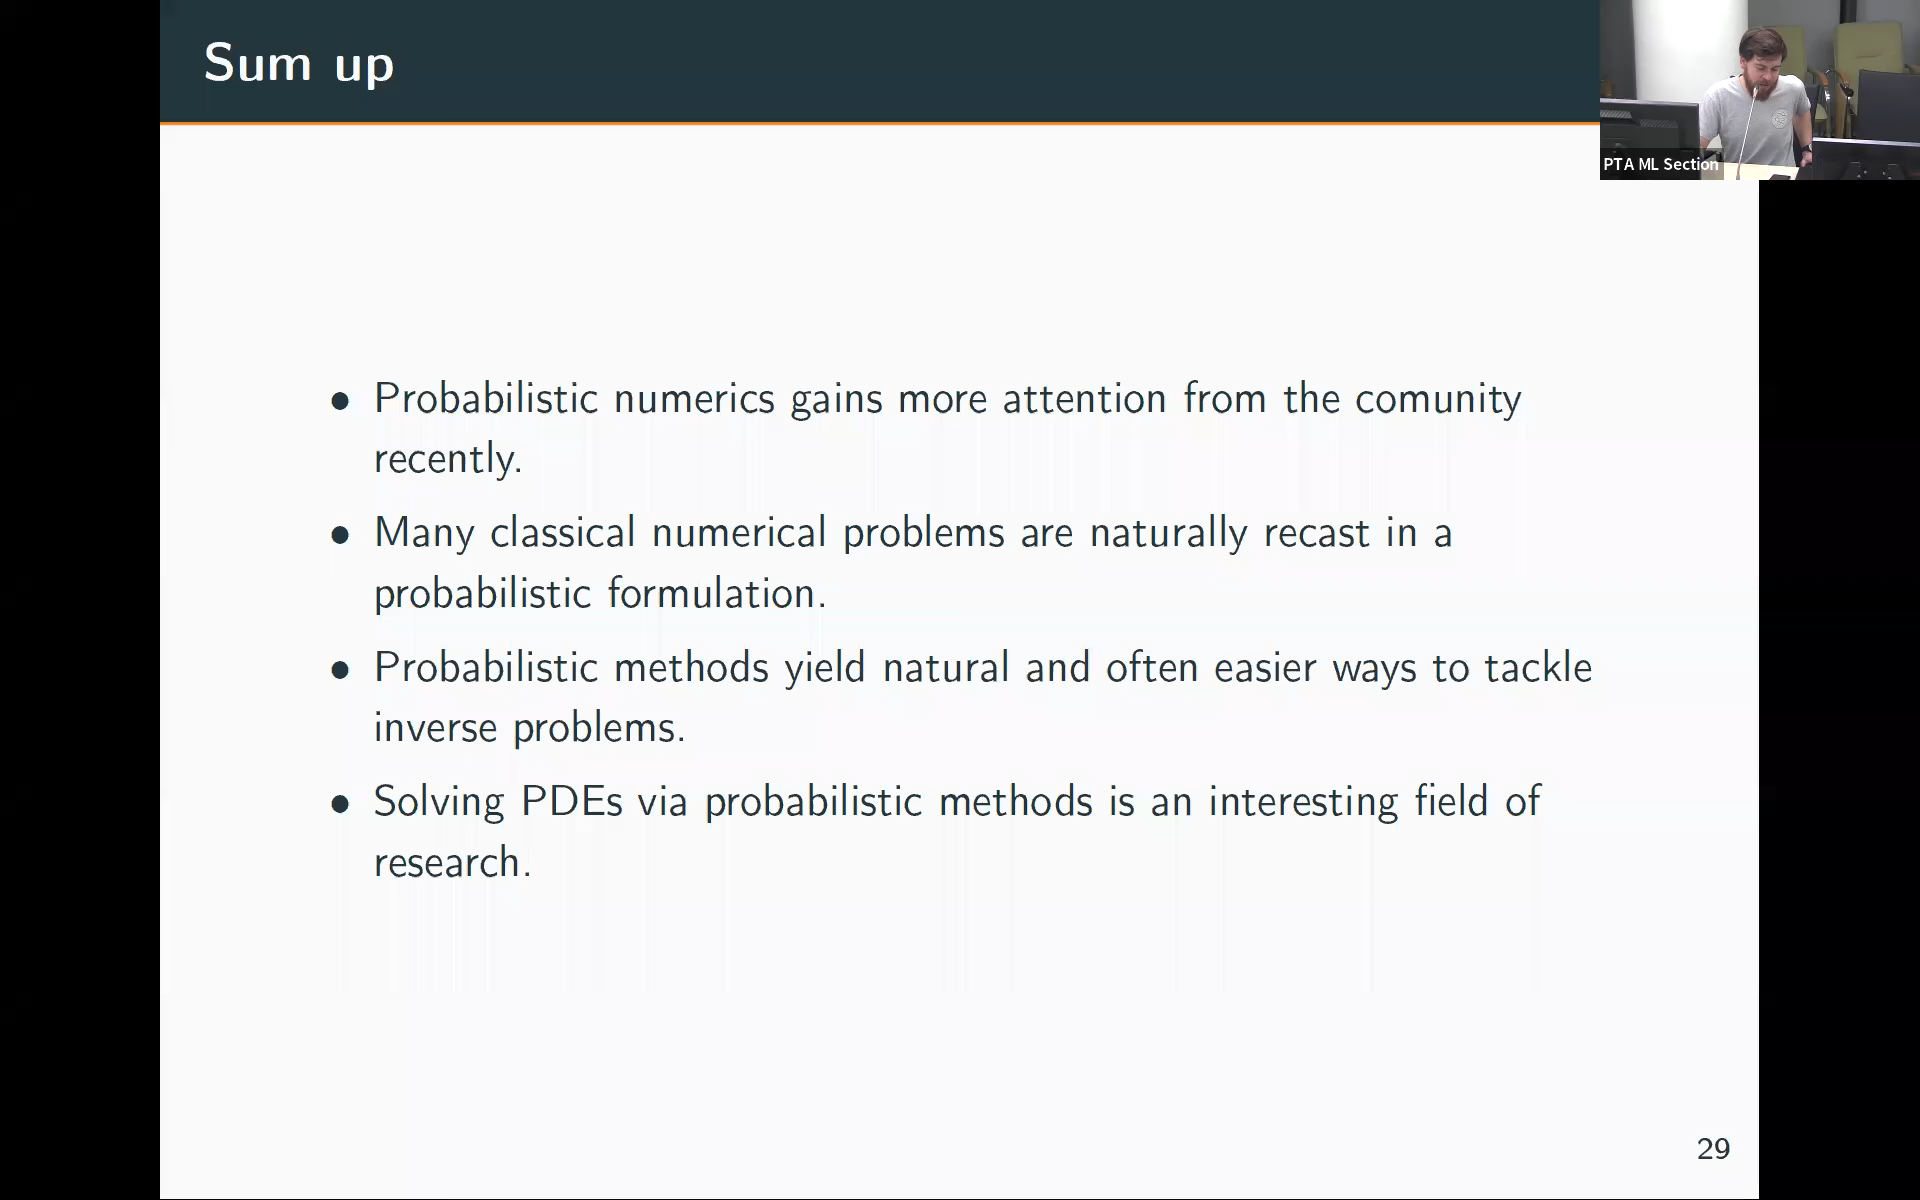 Sum up
PTA ML Section
• Probabilistic numerics gains more attention from the comunity
recently.
• Many classical numerical problems are naturally recast in a
probabilistic formulation.
• Probabilistic methods yield natural and often easier ways to tackle
inverse problems.
• Solving PDEs via probabilistic methods is an interesting field of
research.
29